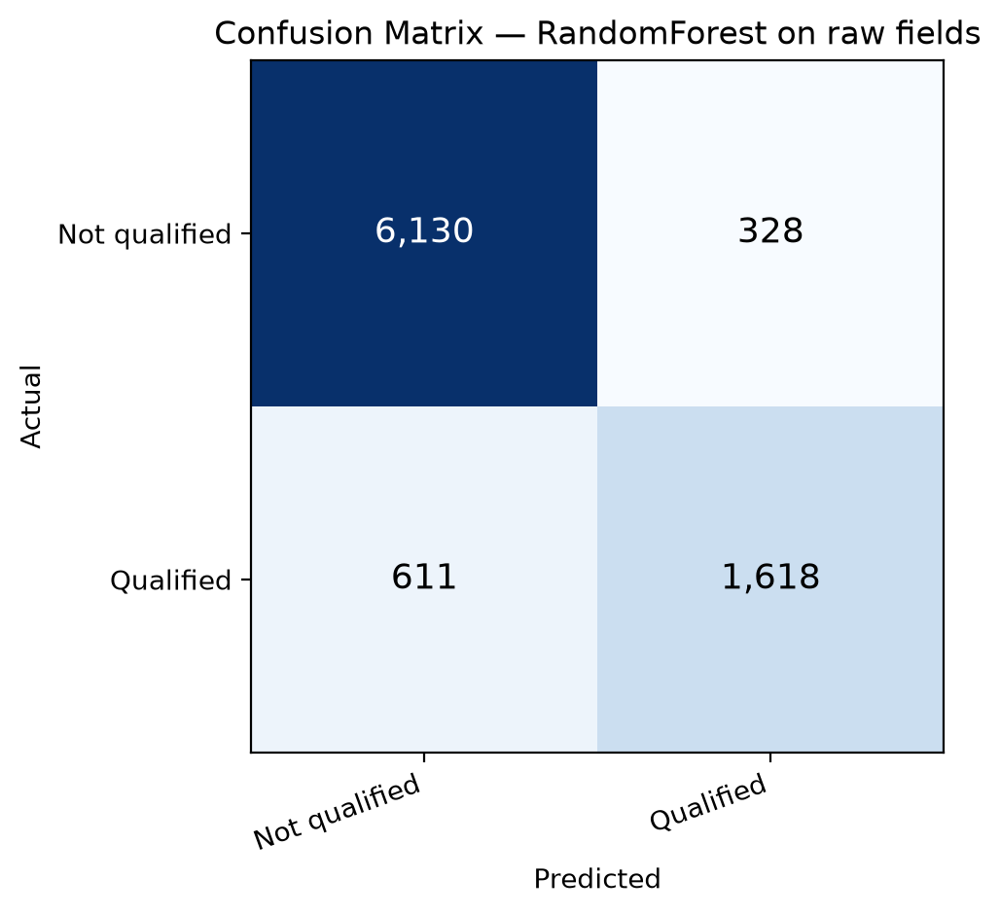 Confusion Matrix — RandomForest on raw fields
Actual
Not qualified
6,130
328
Qualified
611
1,618
Not qualified
Qualified
Predicted